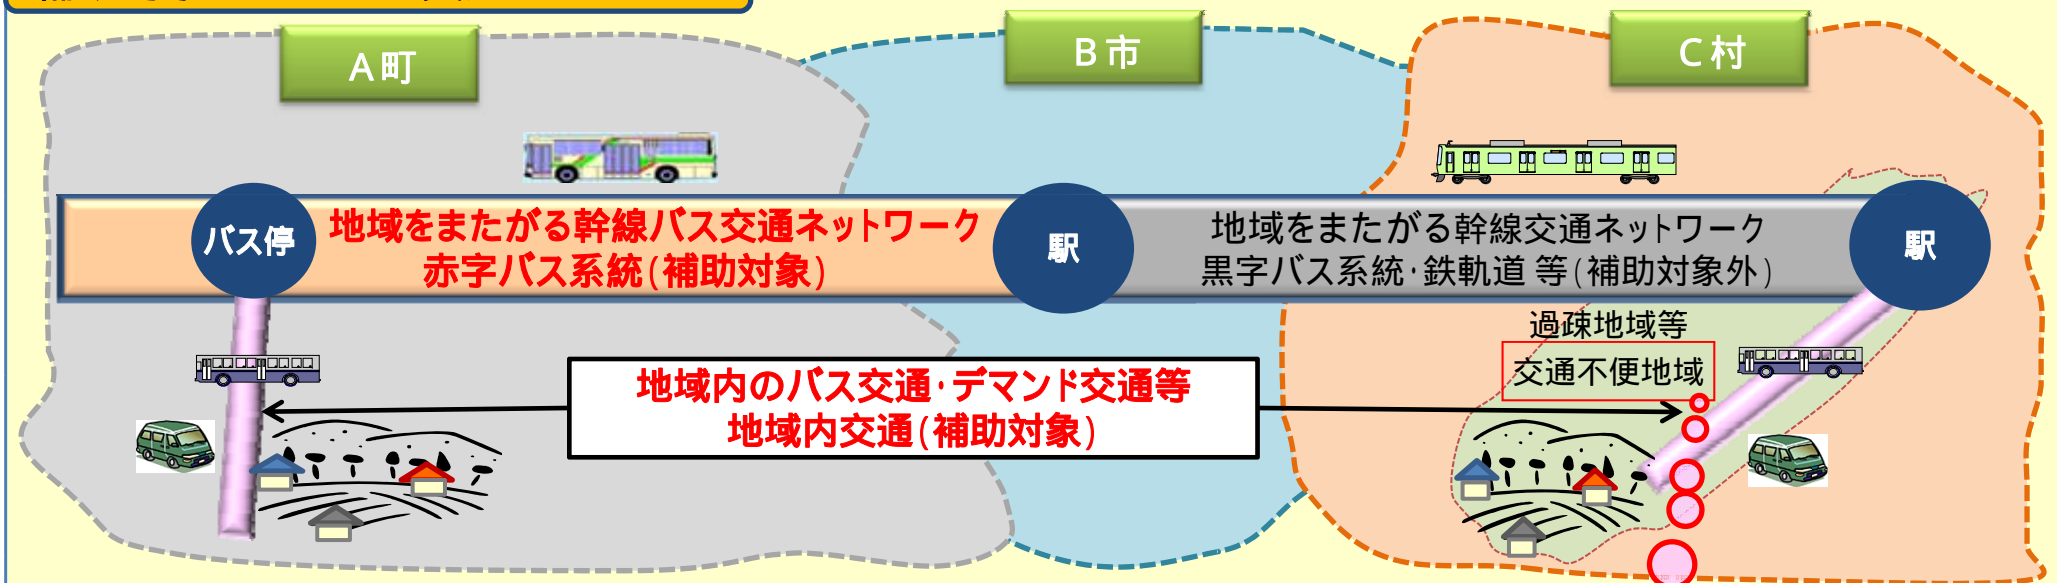 A町
B市
C村
バス停
地域をまたがる幹線バス交通ネットワーク
赤字バス系統(補助対象)
駅
地域をまたがる幹線交通ネットワーク
黒字バス系統・鉄軌道 等(補助対象外)
駅
過疎地域等
交通不便地域
地域内のバス交通・デマンド交通等
地域内交通(補助対象)